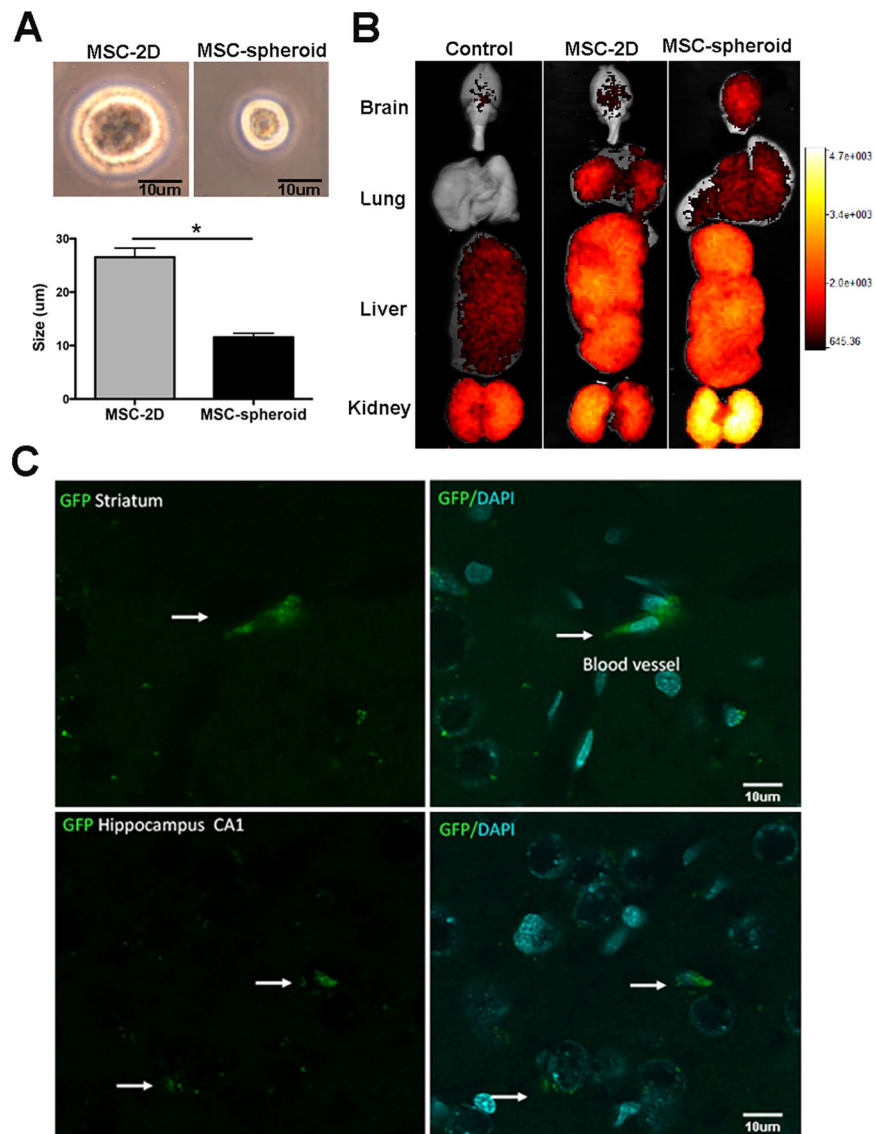 A
MSC-2D MSC-spheroid
10um 10um
*
30
20
10
0
Size (um)
MSC-2D MSC-spheroid
B
Control MSC-2D MSC-spheroid
Brain
Lung
Liver
Kidney
4.7e+003
3.4e+003
2.0e+003
645.36
C
GFP Striatum
GFP/DAPI
Blood vessel
10um
GFP Hippocampus CA1
GFP/DAPI
10um